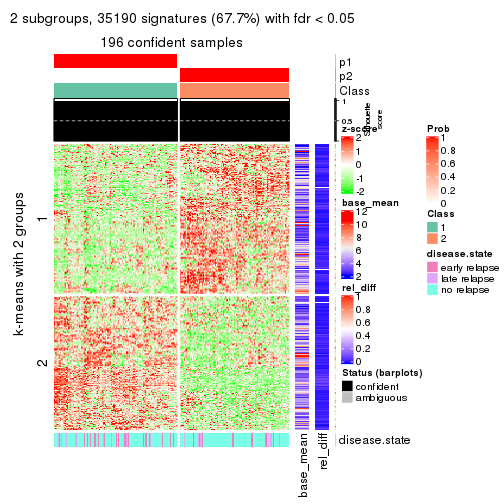 2 subgroups, 35190 signatures (67.7%) with fdr < 0.05
196 confident samples
p1
p2
Class
1
0.5
0
Silhouette
score
k-means with 2 groups
1
2
z-score
2
1
0
-1
-2
base_mean
12
10
8
6
4
2
rel_diff
1
0.8
0.6
0.4
0.2
0
Status (barplots)
confident
ambiguous
Prob
1
0.8
0.6
0.4
0.2
0
Class
1
2
disease.state
early relapse
late relapse
no relapse
disease.state
base_mean
rel_diff